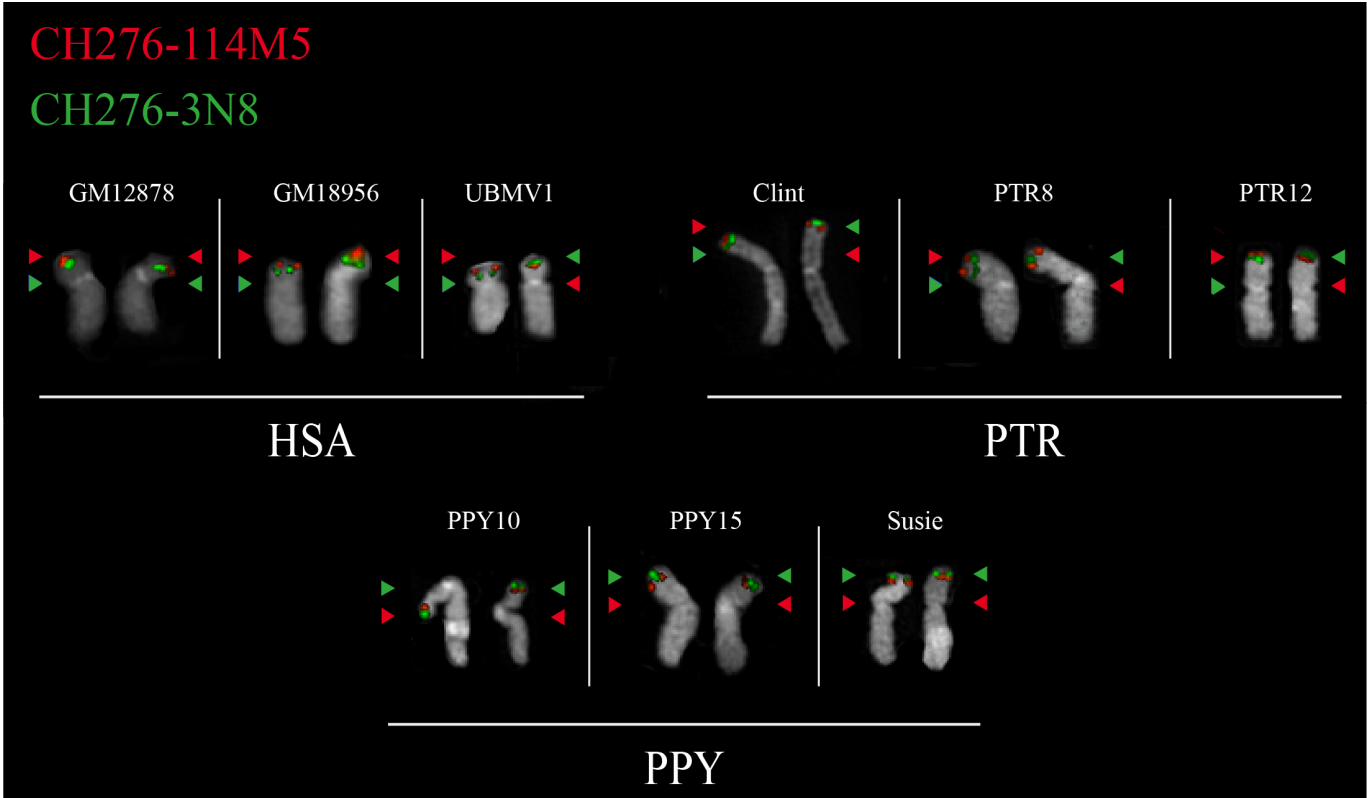 CH276-114M5
CH276-3N8
GM12878 GM18956 UBMV1 Clint PTR8 PTR12
HSA PTR
PPY10 PPY15 Susie
PPY